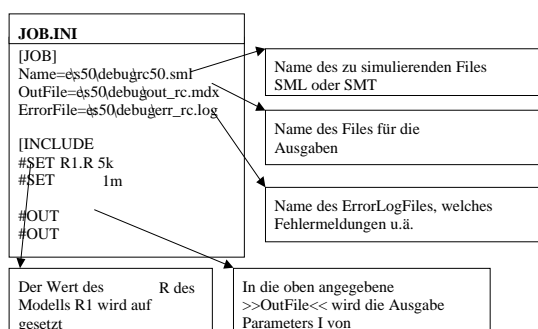 JOB.INI
[JOB]
Name=e\s50\debug\rc50.sml
OutFile=e\s50\debug\out_rc.mdx
ErrorFile=e\s50\debug\err_rc.log
[INCLUDE
#SET R1.R 5k
#SET 1m
#OUT
#OUT
Name des zu simulierenden Files
SML oder SMT
Name des Files für die
Ausgaben
Name des ErrorLogFiles, welches
Fehlermeldungen u.ä.
Der Wert des R des
Modells R1 wird auf
gesetzt
In die oben angegebene
>>OutFile<< wird die Ausgabe
Parameters I von